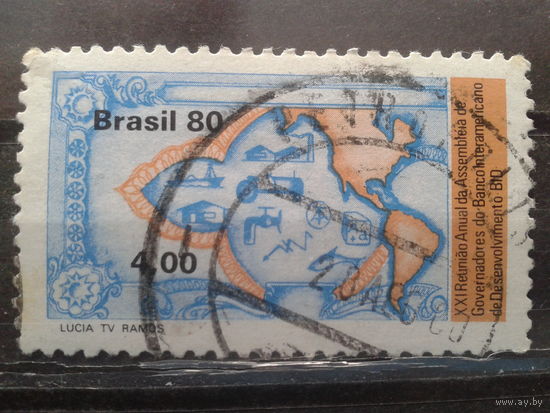 Brasil 80
4,00
LUCIA TV RAMOS
XXI Reunião Anual da Assembleia de
Governadores do Banco Interamericano
de Desenvolvimento BID
www.ay.by